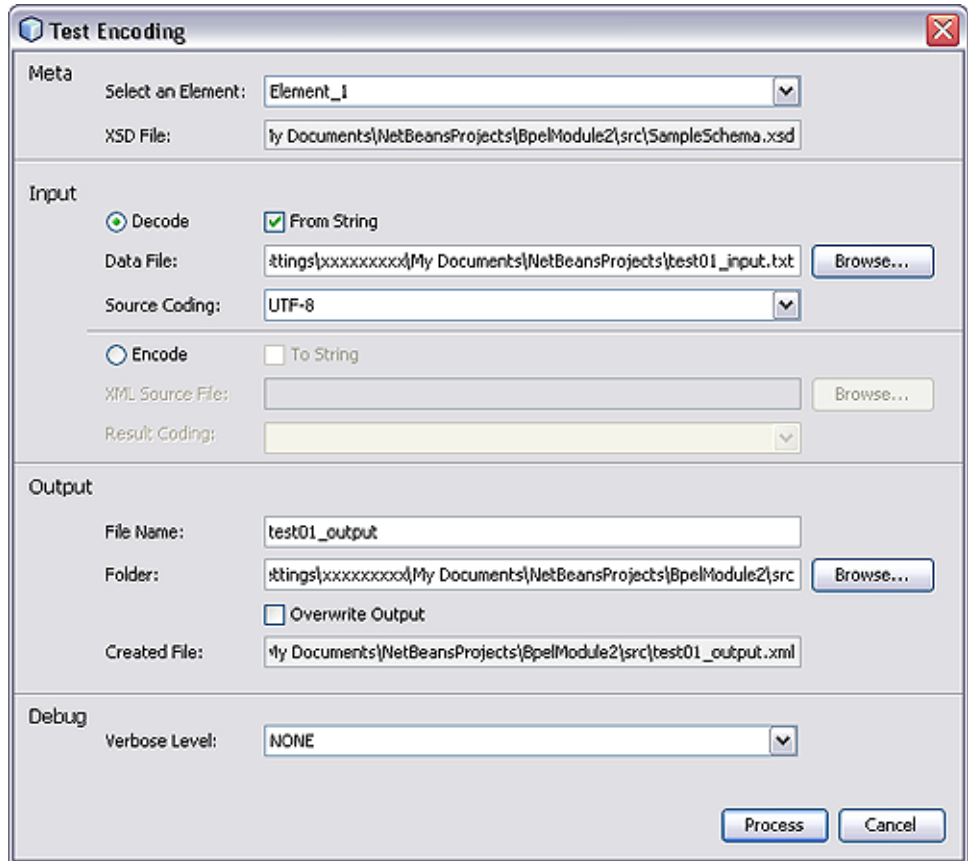 Test Encoding
Meta
Select an Element: Element_1
XSD File: My Documents\NetBeansProjects\BpelModule2\src\SampleSchema.xsd
Input
Decode From String
Data File: ttings\xxxxxxxxx\My Documents\NetBeansProjects\test01_input.txt Browse...
Source Coding: UTF-8
Encode To String
XML Source File: Browse...
Result Coding:
Output
File Name: test01_output
Folder: ttings\xxxxxxxxx\My Documents\NetBeansProjects\BpelModule2\src Browse...
Overwrite Output
Created File: My Documents\NetBeansProjects\BpelModule2\src\test01_output.xml
Debug
Verbose Level: NONE
Process Cancel